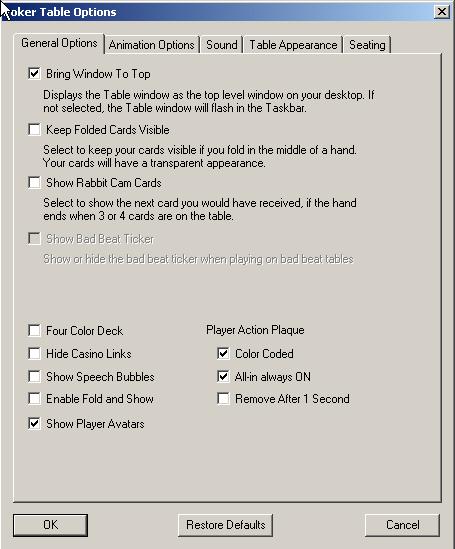 oker Table Options
General Options Animation Options Sound Table Appearance Seating
Bring Window To Top
Displays the Table window as the top level window on your desktop. If
not selected, the Table window will flash in the Taskbar.
Keep Folded Cards Visible
Select to keep your cards visible if you fold in the middle of a hand.
Your cards will have a transparent appearance.
Show Rabbit Cam Cards
Select to show the next card you would have received, if the hand
ends when 3 or 4 cards are on the table.
Show Bad Beat Ticker
Show or hide the bad beat ticker when playing on bad beat tables
Four Color Deck
Hide Casino Links
Show Speech Bubbles
Enable Fold and Show
Show Player Avatars
Player Action Plaque
Color Coded
All-in always ON
Remove After 1 Second
OK Restore Defaults Cancel